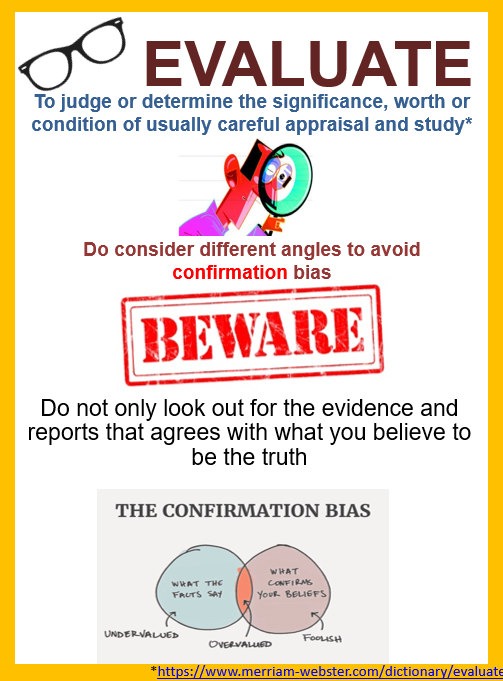 EVALUATE
To judge or determine the significance, worth or
condition of usually careful appraisal and study*
Do consider different angles to avoid
confirmation bias
BEWARE
Do not only look out for the evidence and
reports that agrees with what you believe to
be the truth
THE CONFIRMATION BIAS
WHAT THE
FACTS SAY
WHAT
CONFIRMS
YOUR BELIEFS
UNDERVALUED
OVERVALUED
FOOLISH
*https://www.merriam-webster.com/dictionary/evaluate